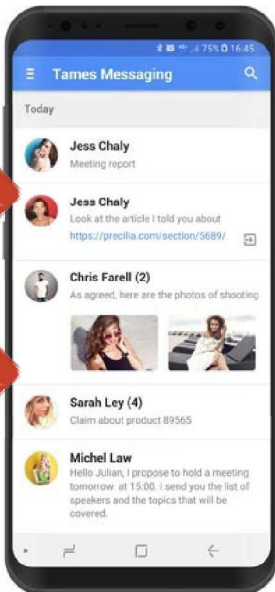 75% 16:45
Tames Messaging
Today
Jess Chaly
Meeting report
Jess Chaly
Look at the article I told you about
https://precilia.com/section/5689/
Chris Farell (2)
As agreed, here are the photos of shooting
Sarah Ley (4)
Claim about product 89565
Michel Law
Hello Julian, I propose to hold a meeting
tomorrow at 15:00. I send you the list of
speakers and the topics that will be
covered.